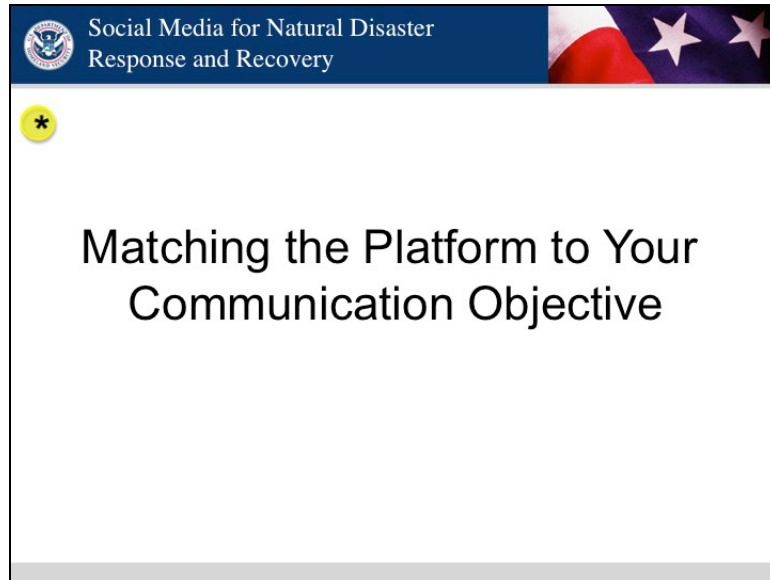 Social Media for Natural Disaster
Response and Recovery
*
Matching the Platform to Your
Communication Objective